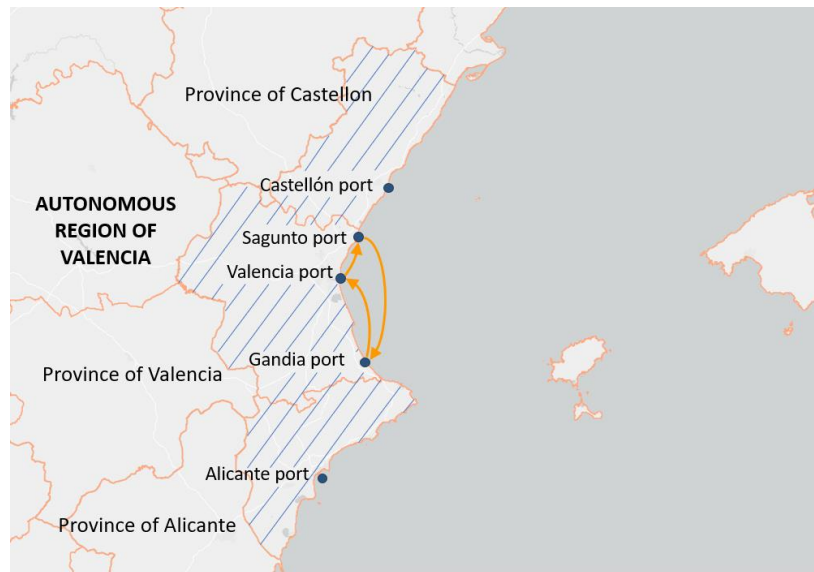 Province of Castellon
Castellón port
AUTONOMOUS
REGION OF
VALENCIA
Sagunto port
Valencia port
Gandia port
Province of Valencia
Alicante port
Province of Alicante